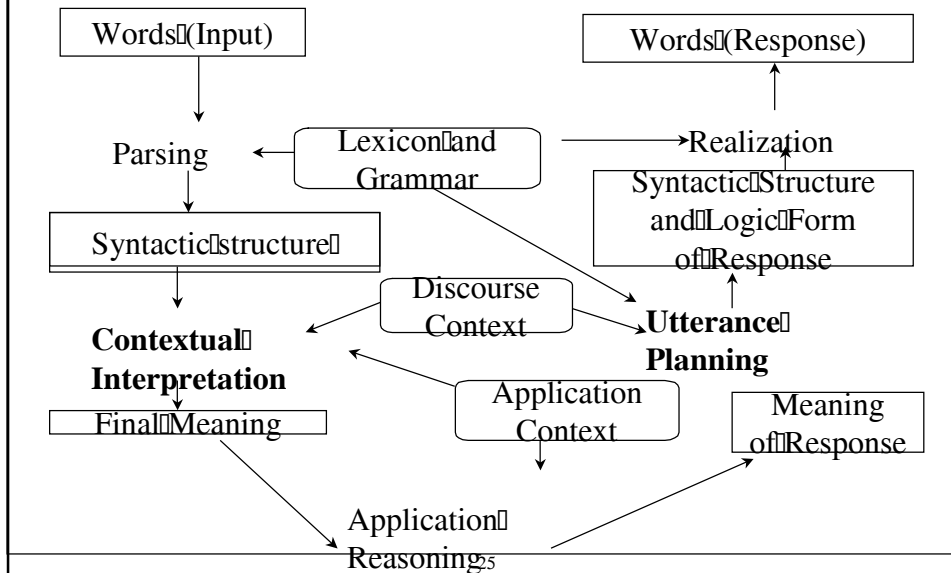 Words (Input)
Words (Response)
Parsing
Lexicon and
Grammar
Realization
Syntactic structure
Syntactic Structure
and Logic Form
of Response
Discourse
Context
Contextual
Interpretation
Utterance
Planning
Final Meaning
Application
Context
Meaning
of Response
Application
Reasoning
25